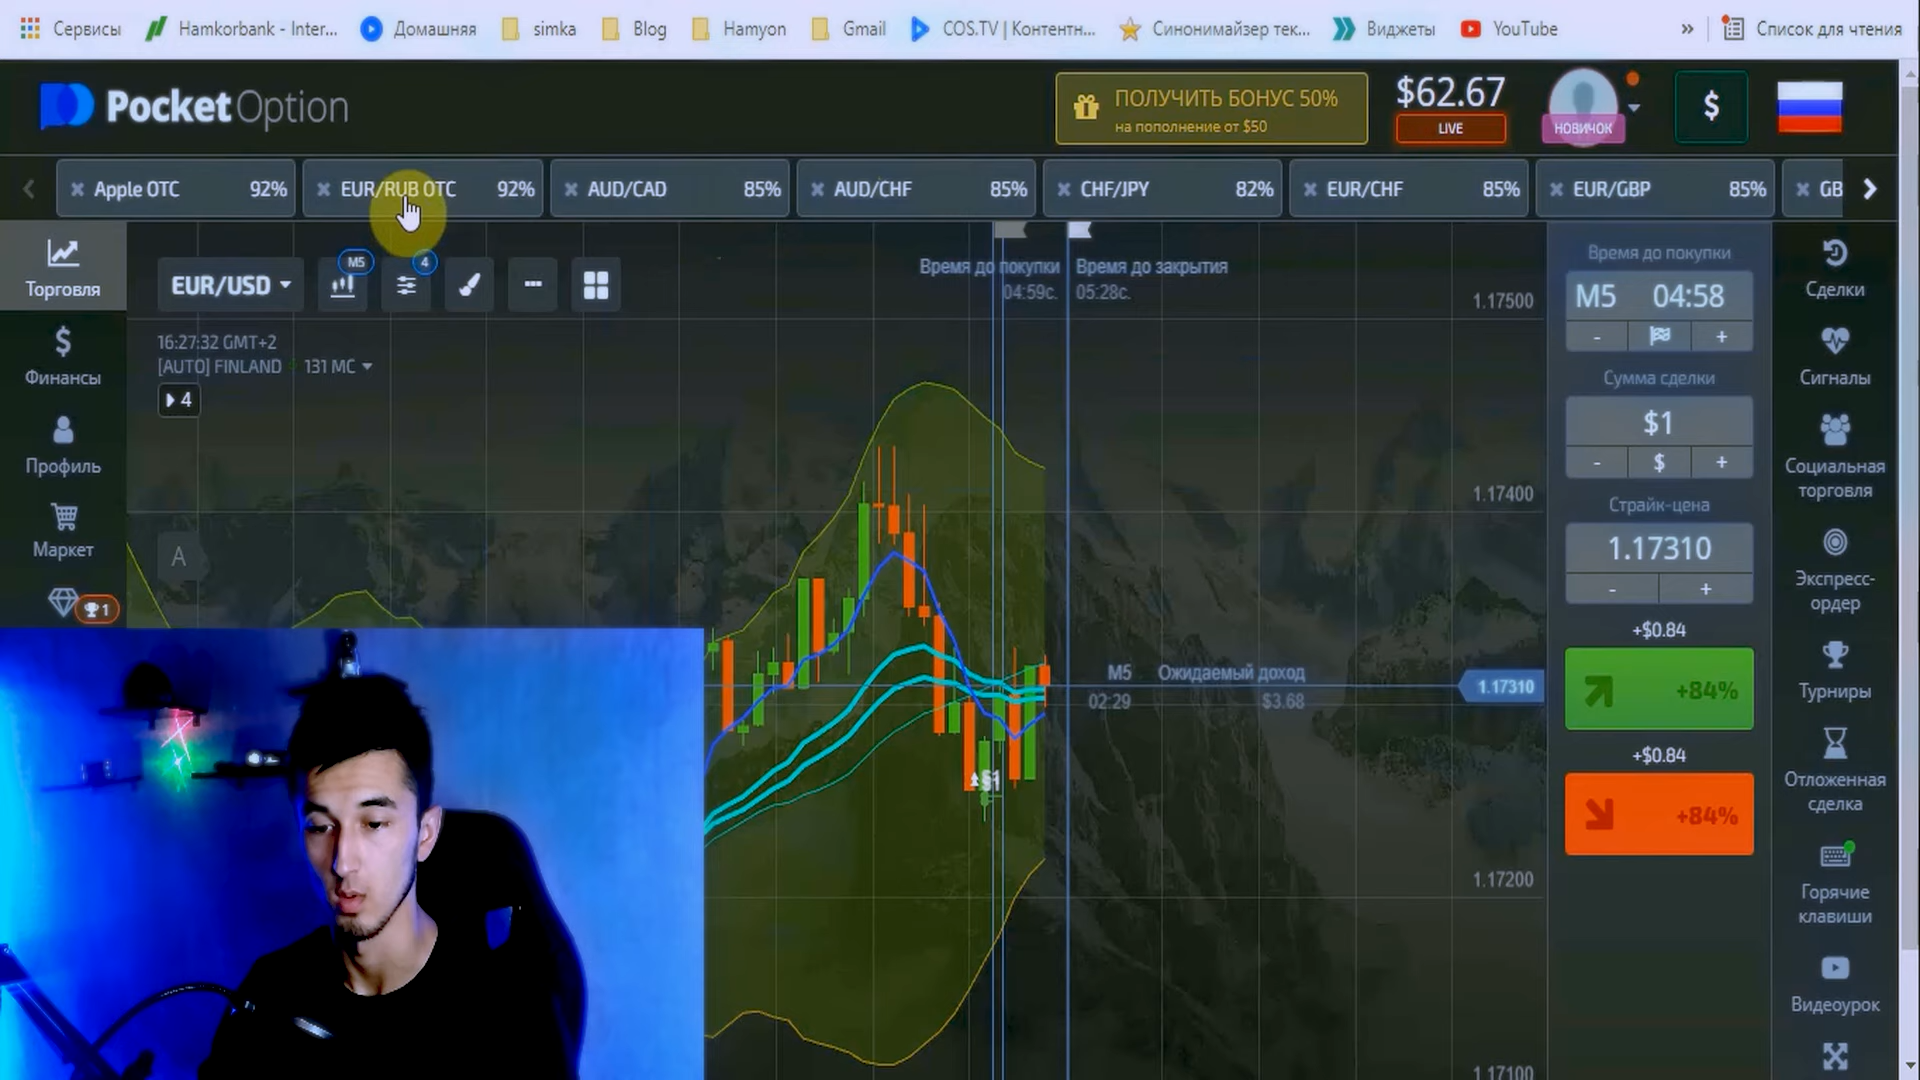 Сервисы
Hamkorbank - Inter...
Домашняя
simka
Blog
Hamyon
Gmail
COS.TV | Контентн...
Синонимайзер тек...
Виджеты
YouTube
»
Список для чтения
PocketOption
ПОЛУЧИТЬ БОНУС 50%
на пополнение от $50
$62.67
LIVE
НОВИЧОК
$
Apple OTC 92%
EUR/RUB OTC 92%
AUD/CAD 85%
AUD/CHF 85%
CHF/JPY 82%
EUR/CHF 85%
EUR/GBP 85%
GB
Торговля
Финансы
Профиль
Маркет
1
EUR/USD
M5
4
16:27:32 GMT+2
[AUTO] FINLAND 131 МС
4
A
Время до покупки
04:59с.
Время до закрытия
05:28с.
1.17500
1.17400
1.17310
1.17200
1.17100
M5 Ожидаемый доход
02:29 $3.68
$1
Время до покупки
M5 04:58
- +
Сумма сделки
$1
- $ +
Страйк-цена
1.17310
- +
+$0.84
+84%
+$0.84
+84%
Сделки
Сигналы
Социальная
торговля
Экспресс-
ордер
Турниры
Отложенная
сделка
Горячие
клавиши
Видеоурок